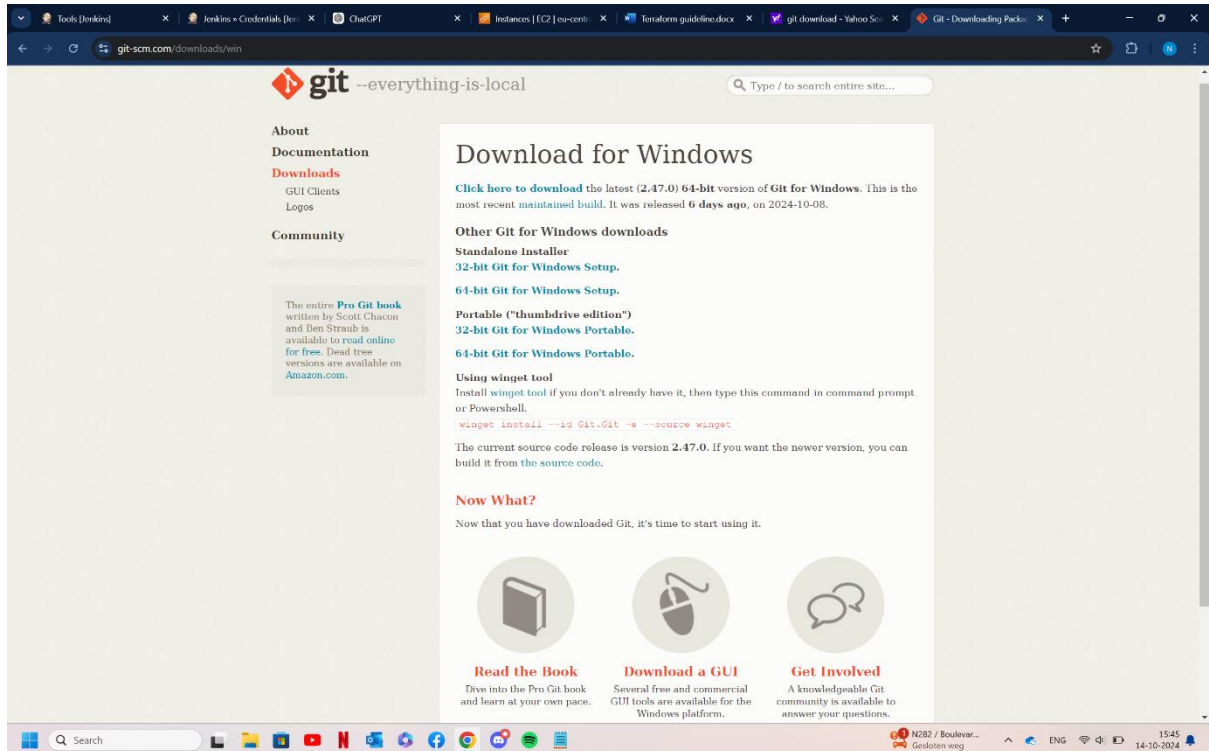 Tools [Jenkins]
Jenkins » Credentials [Jen
ChatGPT
Instances | EC2 | eu-centr
Terraform guideline.docx
git download - Yahoo Sea
Git - Downloading Packag
git-scm.com/downloads/win
git --everything-is-local
Type / to search entire site...
About
Documentation
Downloads
GUI Clients
Logos
Community
The entire Pro Git book
written by Scott Chacon
and Ben Straub is
available to read online
for free. Dead tree
versions are available on
Amazon.com.
Download for Windows
Click here to download the latest (2.47.0) 64-bit version of Git for Windows. This is the
most recent maintained build. It was released 6 days ago, on 2024-10-08.
Other Git for Windows downloads
Standalone Installer
32-bit Git for Windows Setup.
64-bit Git for Windows Setup.
Portable ("thumbdrive edition")
32-bit Git for Windows Portable.
64-bit Git for Windows Portable.
Using winget tool
Install winget tool if you don't already have it, then type this command in command prompt
or Powershell.
winget install --id Git.Git -e --source winget
The current source code release is version 2.47.0. If you want the newer version, you can
build it from the source code.
Now What?
Now that you have downloaded Git, it's time to start using it.
Read the Book
Dive into the Pro Git book
and learn at your own pace.
Download a GUI
Several free and commercial
GUI tools are available for the
Windows platform.
Get Involved
A knowledgeable Git
community is available to
answer your questions.
Search
N282 / Boulevar...
Gesloten weg
ENG
15:45
14-10-2024